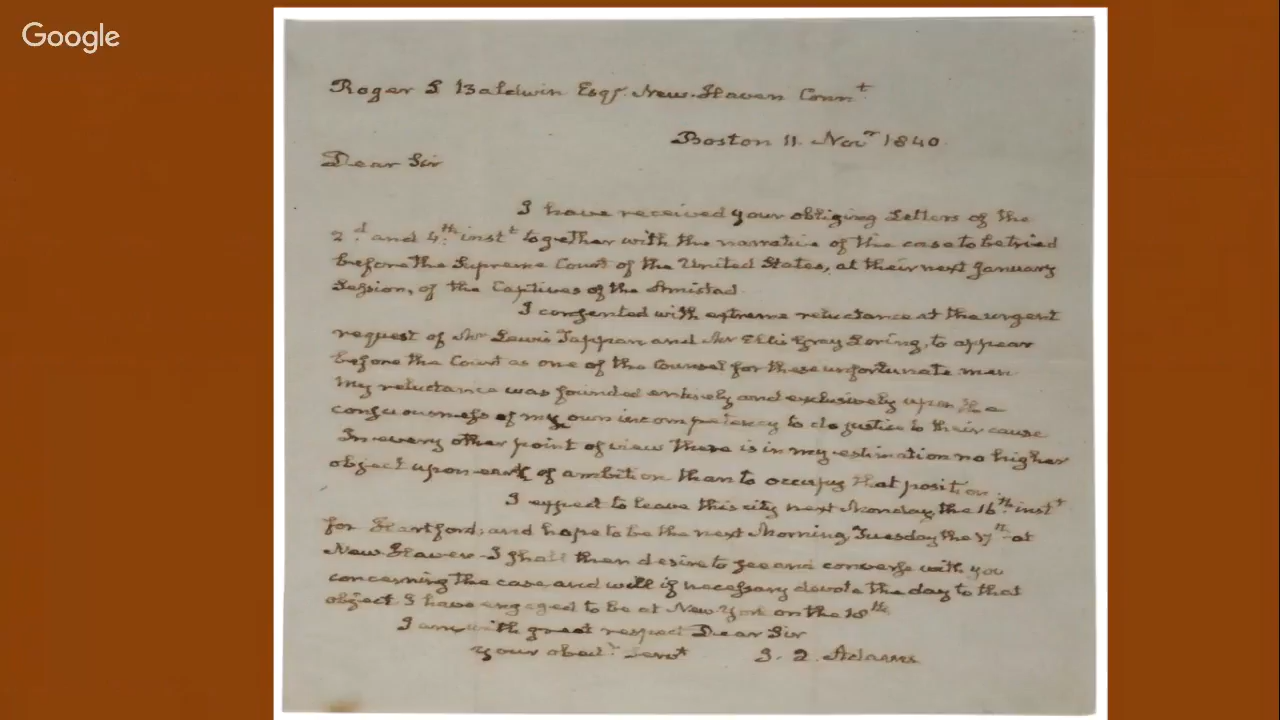 Google
Roger S Baldwin Esqr. New-Haven Connt
Boston 11. Novr 1840.
Dear Sir
I have received your obliging Letters of the
2d. and 4th. instt together with the narrative of the case to be tried
before the Supreme Court of the United States, at their next January
Session, of the Captives of the Amistad.
I consented with extreme reluctance at the urgent
request of Mr Lewis Tappan and Mr Ellis Gray Loring, to appear
before the Court as one of the Counsel for these unfortunate men
My reluctance was founded entirely and exclusively upon the
consciousness of my own incompetency to do justice to their cause
In every other point of view there is in my estimation no higher
object upon earth of ambition than to occupy that position.
I expect to leave this city next Monday, the 16th. instt
for Hartford; and hope to be the next Morning, Tuesday the 17th at
New-Haven - I shall then desire to see and converse with you
concerning the case and will if necessary devote the day to that
object. I have engaged to be at New York on the 18th.
I am with great respect Dear Sir
your obedt. Servt J. Q. Adams